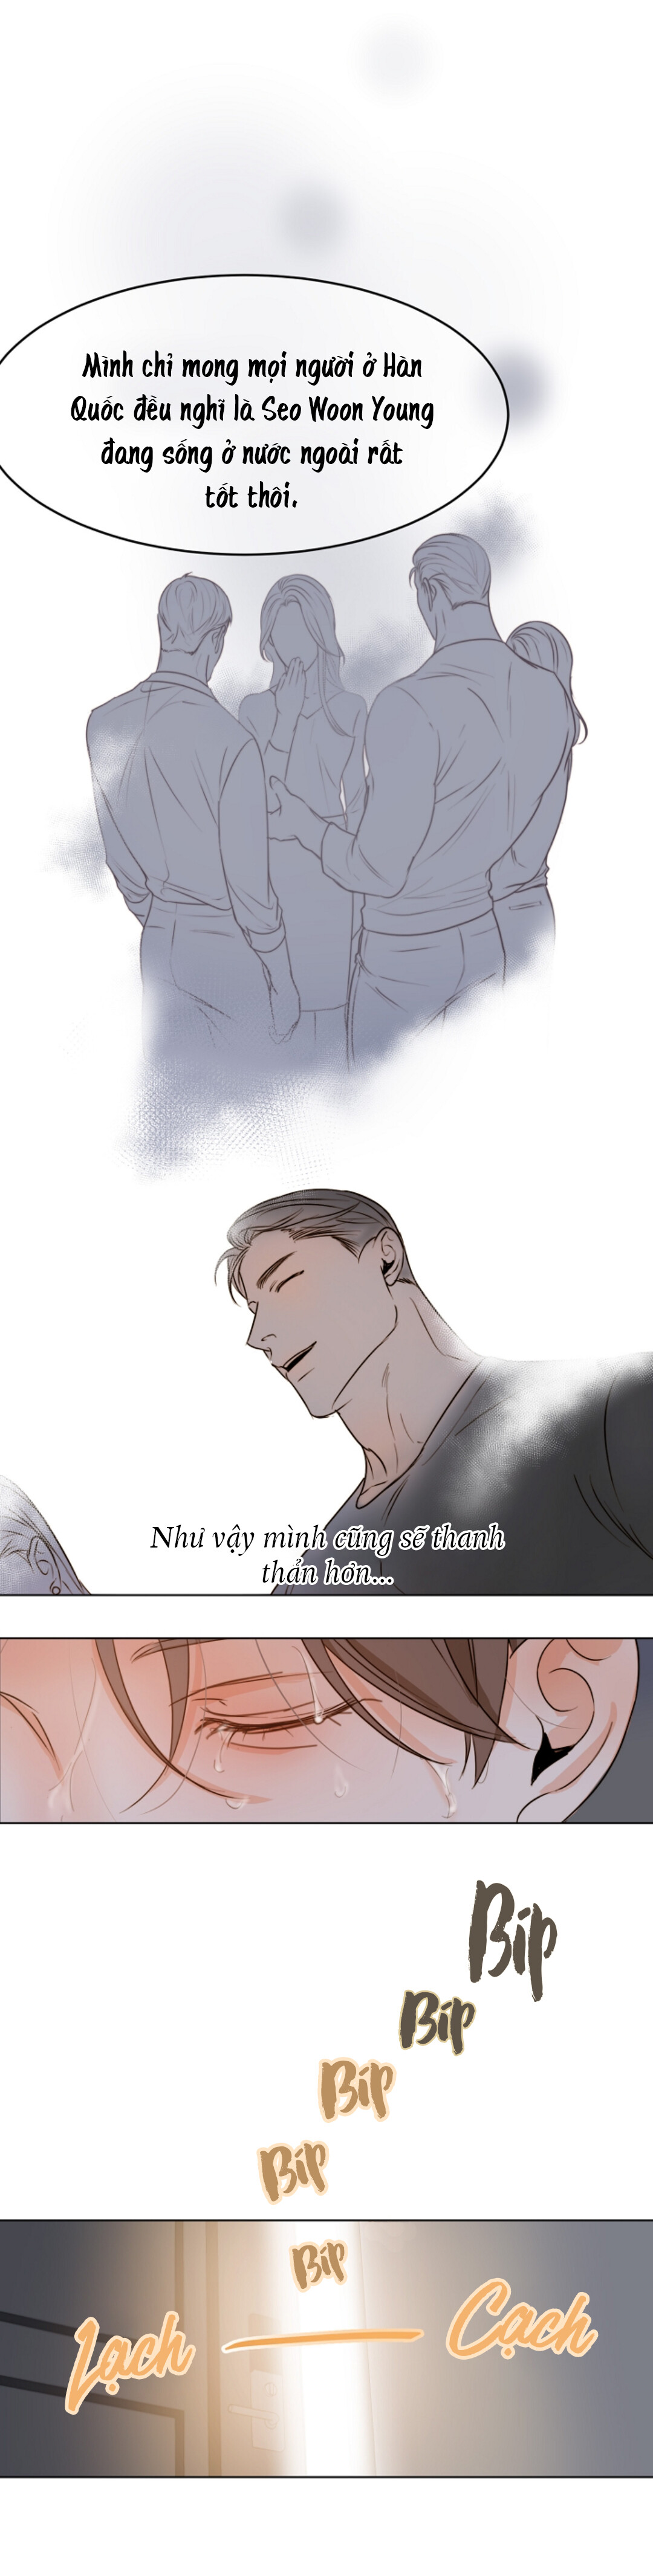 Mình chỉ mong mọi người ở Hàn
Quốc đều nghĩ là Seo Woon Young
đang sống ở nước ngoài rất
tốt thôi.
Như vậy mình cũng sẽ thanh
thản hơn...
Bíp
Bíp
Bíp
Bíp
Bíp
Lạch — Cạch